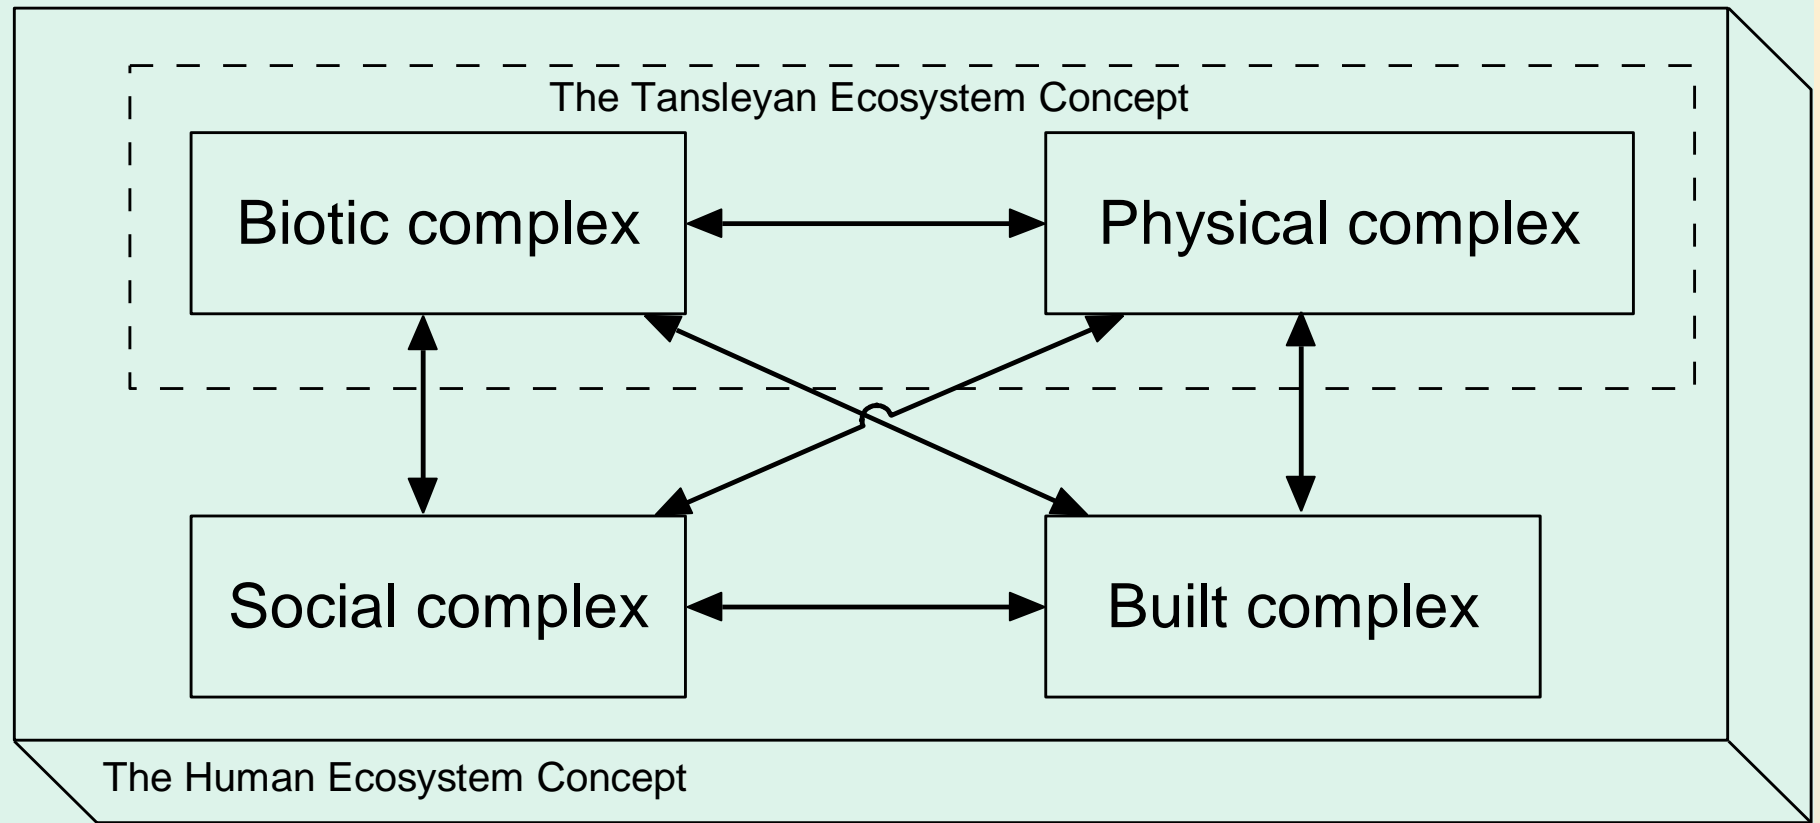 The Tansleyan Ecosystem Concept
Biotic complex
Physical complex
Social complex
Built complex
The Human Ecosystem Concept